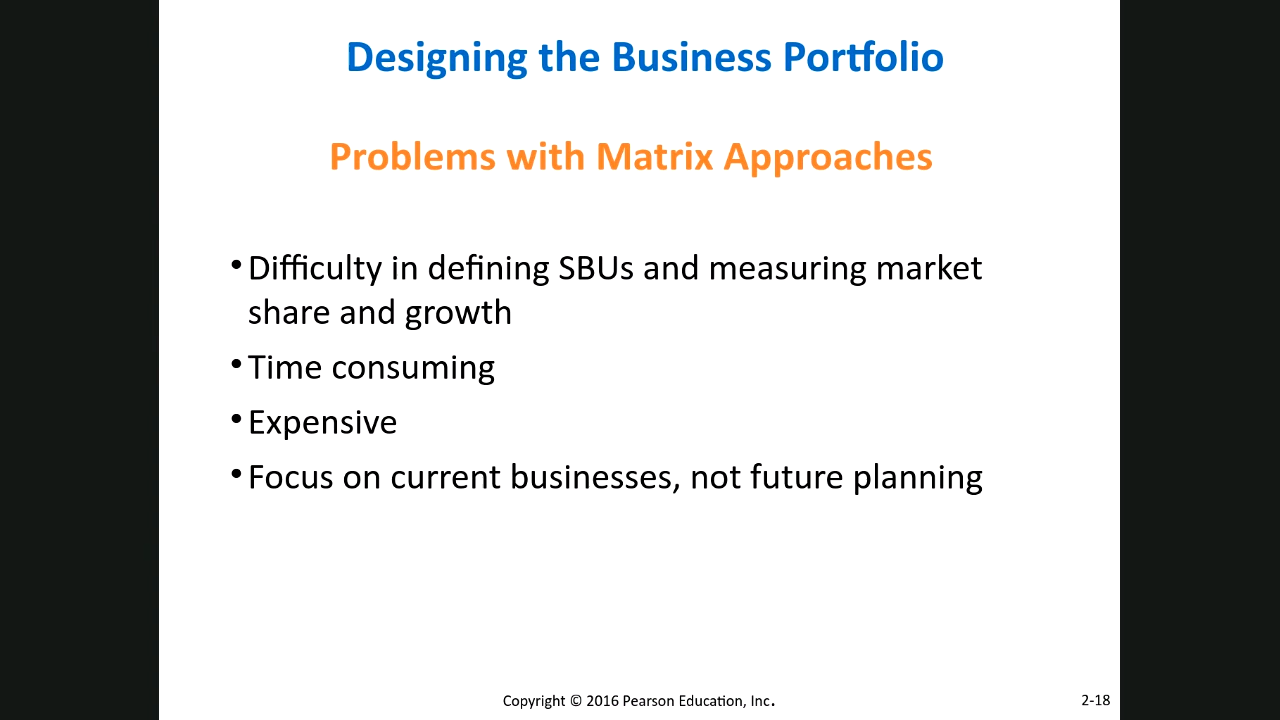 Designing the Business Portfolio
Problems with Matrix Approaches
• Difficulty in defining SBUs and measuring market
share and growth
• Time consuming
• Expensive
• Focus on current businesses, not future planning
Copyright © 2016 Pearson Education, Inc.
2-18